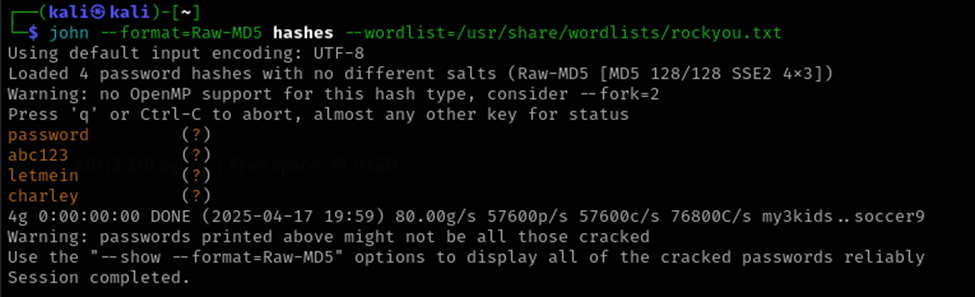 ┌──(kali㉿kali)-[~]
└─$ john --format=Raw-MD5 hashes --wordlist=/usr/share/wordlists/rockyou.txt
Using default input encoding: UTF-8
Loaded 4 password hashes with no different salts (Raw-MD5 [MD5 128/128 SSE2 4×3])
Warning: no OpenMP support for this hash type, consider --fork=2
Press 'q' or Ctrl-C to abort, almost any other key for status
password         (?)
abc123           (?)
letmein          (?)
charley          (?)
4g 0:00:00:00 DONE (2025-04-17 19:59) 80.00g/s 57600p/s 57600c/s 76800C/s my3kids..soccer9
Warning: passwords printed above might not be all those cracked
Use the "--show --format=Raw-MD5" options to display all of the cracked passwords reliably
Session completed.